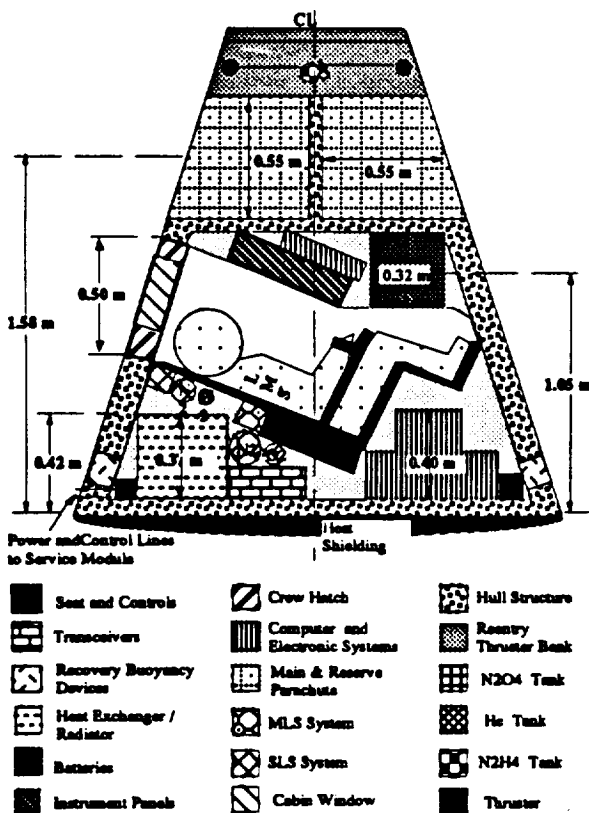 CL
0.55 m
0.55 m
0.32 m
0.50 m
1.58 m
1.05 m
0.42 m
0.40 m
Power and Control Lines
to Service Module
Heat
Shielding
Seat and Controls
Transceivers
Recovery Buoyancy
Devices
Heat Exchanger /
Radiator
Batteries
Instrument Panels
Crew Hatch
Computer and
Electronic Systems
Main & Reserve
Parachute
MLS System
SLS System
Cabin Window
Hull Structure
Reentry
Thruster Bank
N2O4 Tank
He Tank
N2H4 Tank
Thruster